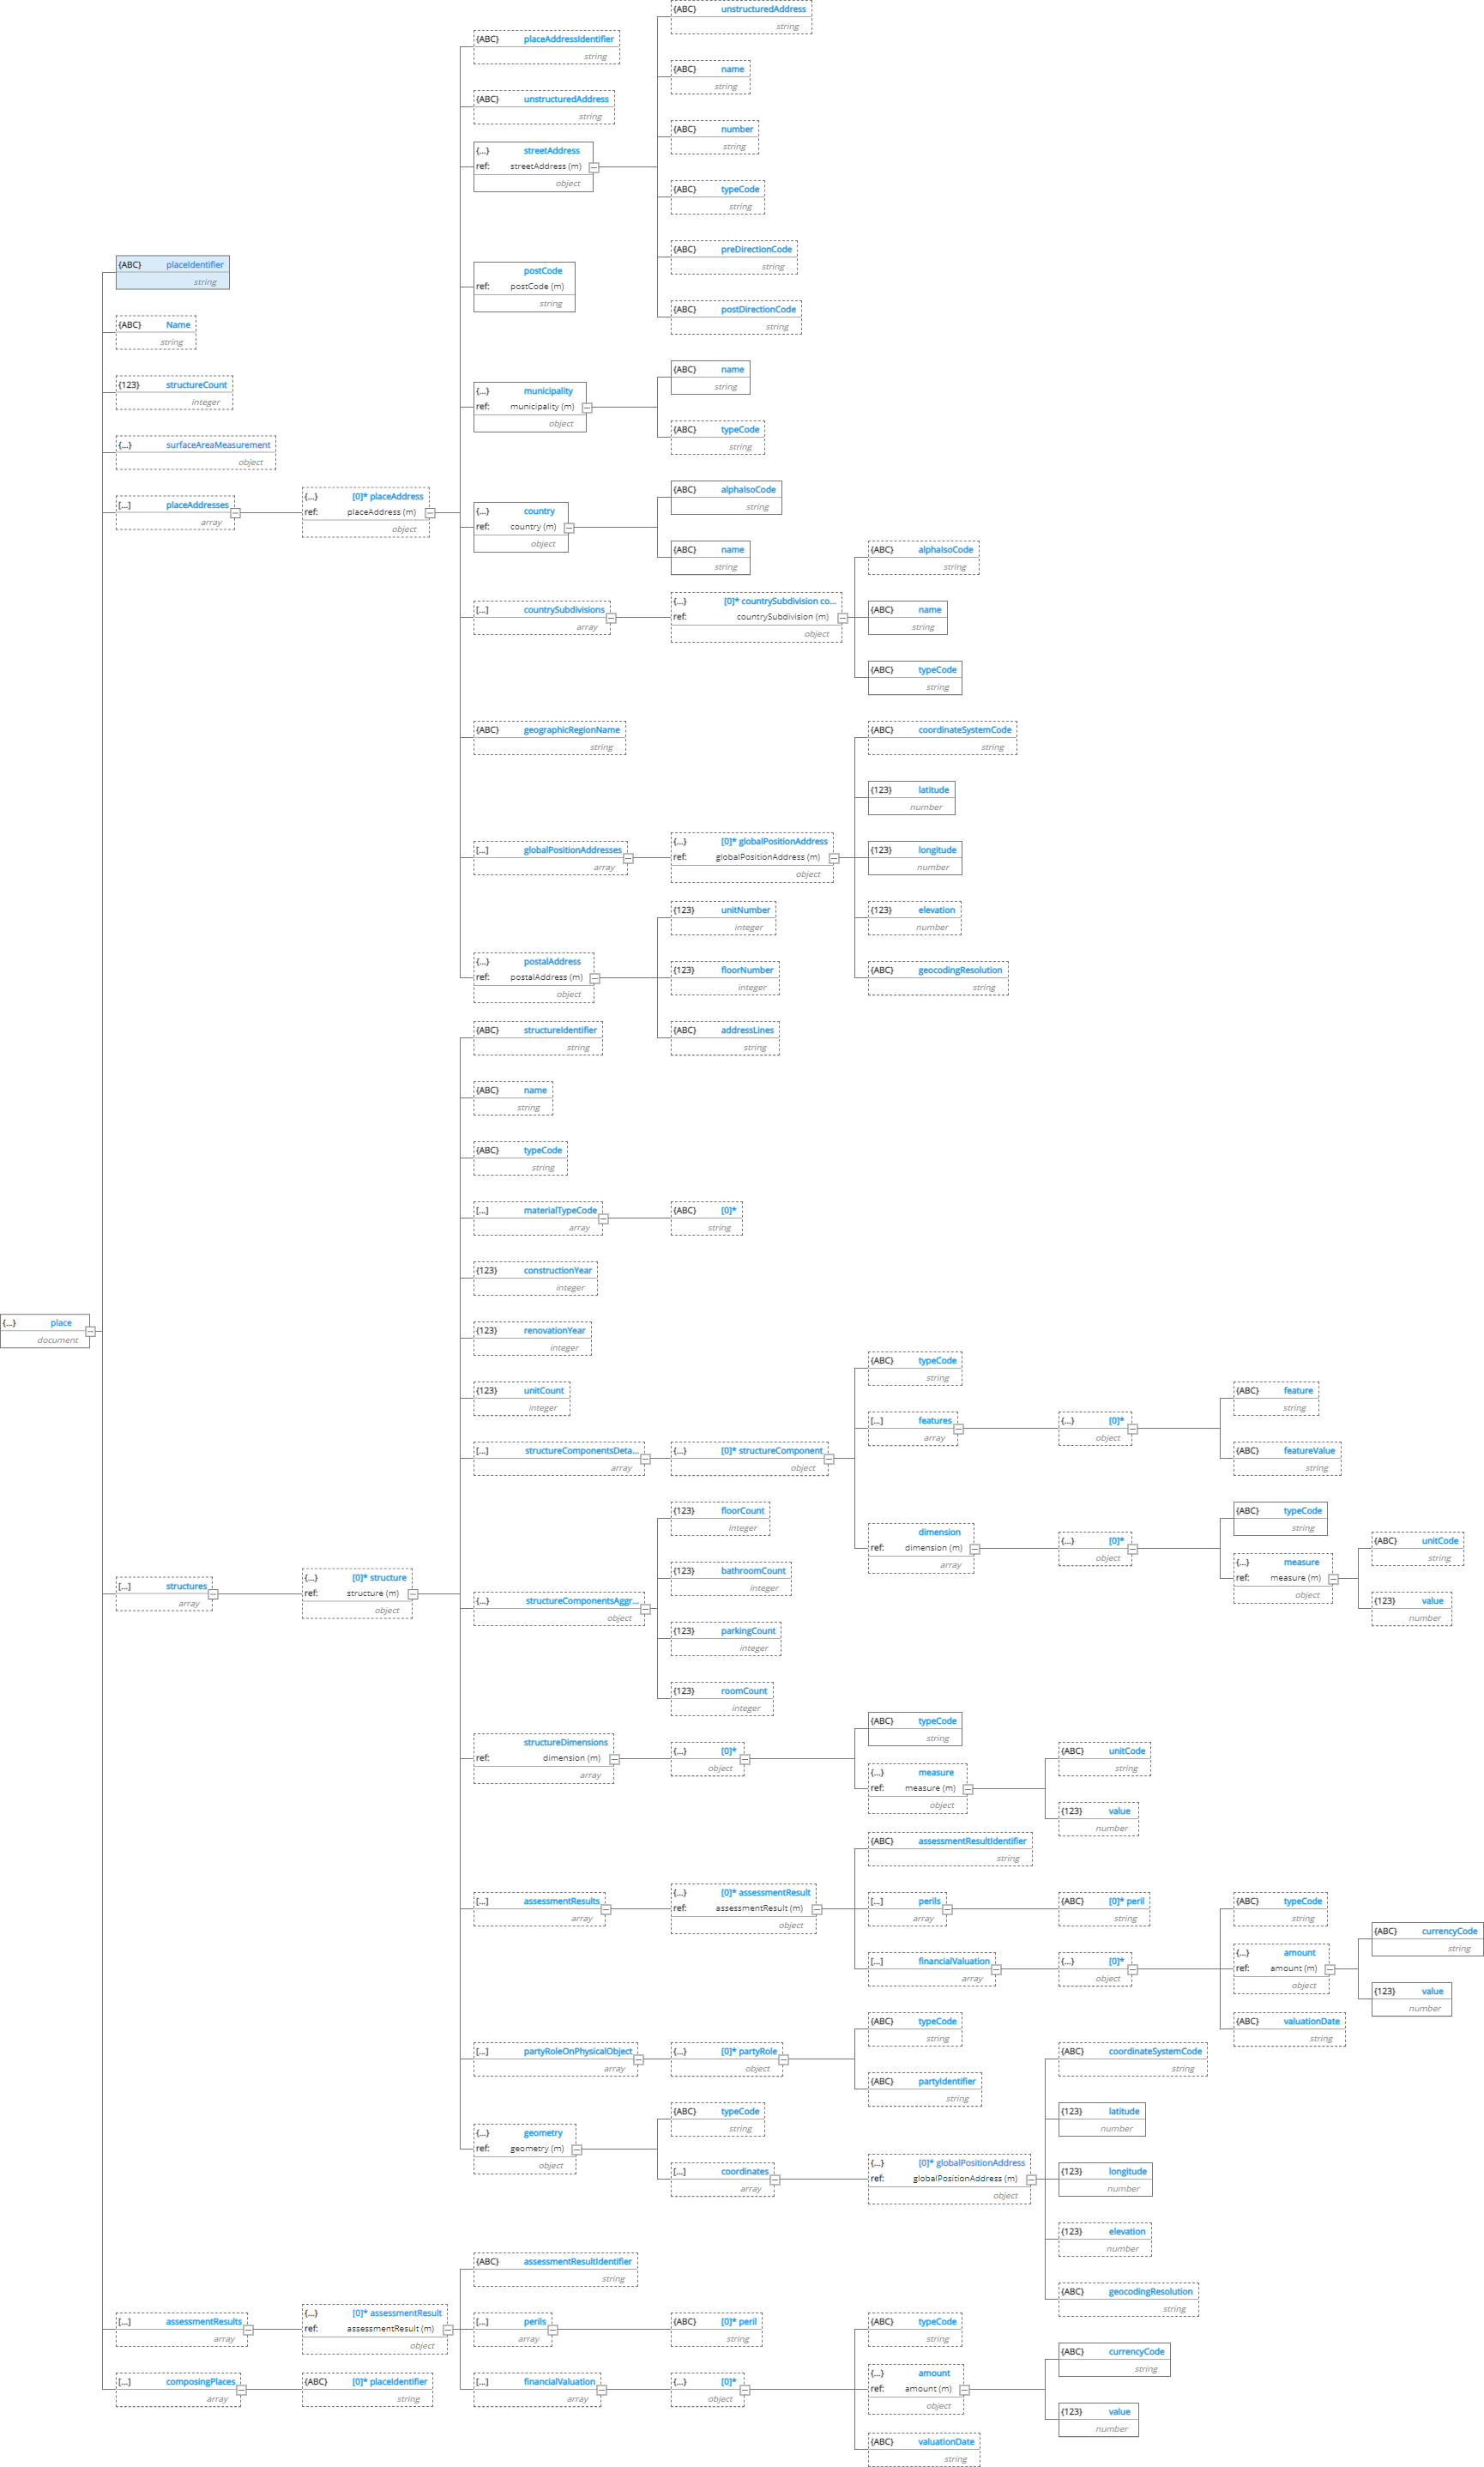 {...} place
document
{ABC} placeIdentifier
string
{ABC} Name
string
{123} structureCount
integer
{...} surfaceAreaMeasurement
object
[...] placeAddresses
array
{...} [0]* placeAddress
ref: placeAddress (m)
object
{ABC} placeAddressIdentifier
string
{ABC} unstructuredAddress
string
{...} streetAddress
ref: streetAddress (m)
object
{ABC} unstructuredAddress
string
{ABC} name
string
{ABC} number
string
{ABC} typeCode
string
{ABC} preDirectionCode
string
{ABC} postDirectionCode
string
postCode
ref: postCode (m)
string
{...} municipality
ref: municipality (m)
object
{ABC} name
string
{ABC} typeCode
string
{...} country
ref: country (m)
object
{ABC} alphaIsoCode
string
{ABC} name
string
[...] countrySubdivisions
array
{...} [0]* countrySubdivision co...
ref: countrySubdivision (m)
object
{ABC} alphaIsoCode
string
{ABC} name
string
{ABC} typeCode
string
{ABC} geographicRegionName
string
[...] globalPositionAddresses
array
{...} [0]* globalPositionAddress
ref: globalPositionAddress (m)
object
{ABC} coordinateSystemCode
string
{123} latitude
number
{123} longitude
number
{123} elevation
number
{ABC} geocodingResolution
string
{...} postalAddress
ref: postalAddress (m)
object
{123} unitNumber
integer
{123} floorNumber
integer
{ABC} addressLines
string
[...] structures
array
{...} [0]* structure
ref: structure (m)
object
{ABC} structureIdentifier
string
{ABC} name
string
{ABC} typeCode
string
[...] materialTypeCode
array
{ABC} [0]*
string
{123} constructionYear
integer
{123} renovationYear
integer
{123} unitCount
integer
[...] structureComponentsDeta...
array
{...} [0]* structureComponent
object
{ABC} typeCode
string
[...] features
array
{...} [0]*
object
{ABC} feature
string
{ABC} featureValue
string
dimension
ref: dimension (m)
array
{...} [0]*
object
{ABC} typeCode
string
{...} measure
ref: measure (m)
object
{ABC} unitCode
string
{123} value
number
{...} structureComponentsAggr...
object
{123} floorCount
integer
{123} bathroomCount
integer
{123} parkingCount
integer
{123} roomCount
integer
structureDimensions
ref: dimension (m)
array
{...} [0]*
object
{ABC} typeCode
string
{...} measure
ref: measure (m)
object
{ABC} unitCode
string
{123} value
number
[...] assessmentResults
array
{...} [0]* assessmentResult
ref: assessmentResult (m)
object
{ABC} assessmentResultIdentifier
string
[...] perils
array
{ABC} [0]* peril
string
[...] financialValuation
array
{...} [0]*
object
{ABC} typeCode
string
{...} amount
ref: amount (m)
object
{ABC} currencyCode
string
{123} value
number
{ABC} valuationDate
string
[...] partyRoleOnPhysicalObject
array
{...} [0]* partyRole
object
{ABC} typeCode
string
{ABC} partyIdentifier
string
{...} geometry
ref: geometry (m)
object
{ABC} typeCode
string
[...] coordinates
array
{...} [0]* globalPositionAddress
ref: globalPositionAddress (m)
object
{ABC} coordinateSystemCode
string
{123} latitude
number
{123} longitude
number
{123} elevation
number
{ABC} geocodingResolution
string
[...] assessmentResults
array
{...} [0]* assessmentResult
ref: assessmentResult (m)
object
{ABC} assessmentResultIdentifier
string
[...] perils
array
{ABC} [0]* peril
string
[...] financialValuation
array
{...} [0]*
object
{ABC} typeCode
string
{...} amount
ref: amount (m)
object
{ABC} currencyCode
string
{123} value
number
{ABC} valuationDate
string
[...] composingPlaces
array
{ABC} [0]* placeIdentifier
string